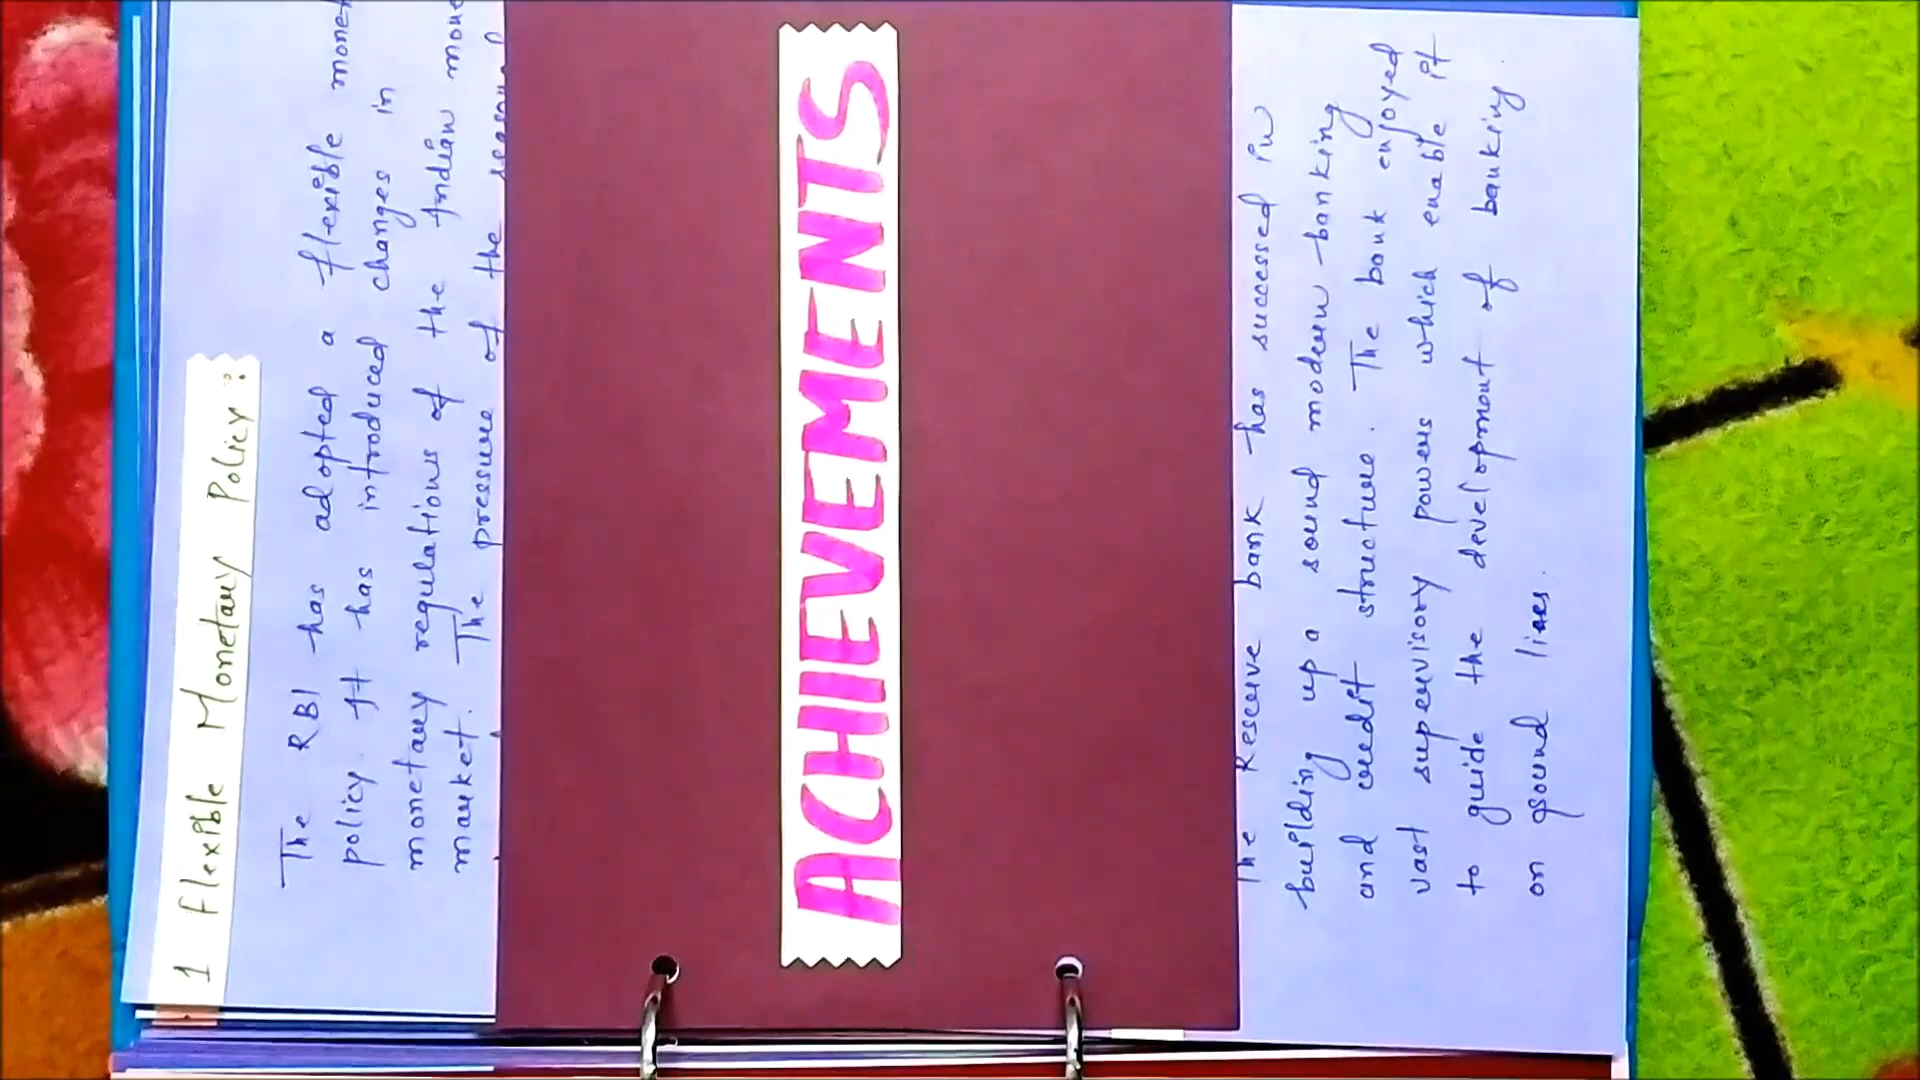 1 Flexible Monetary Policy :
The RBI has adopted a flexible monet
policy. It has introduced changes in
monetary regulations of the Indian mone
market. The pressure of the seasonal
ACHIEVEMENTS
The Reserve bank has successed in
building up a sound modern banking
and credit structure. The bank enjoyed
vast supervisory powers which enable it
to guide the development of banking
on sound lines.